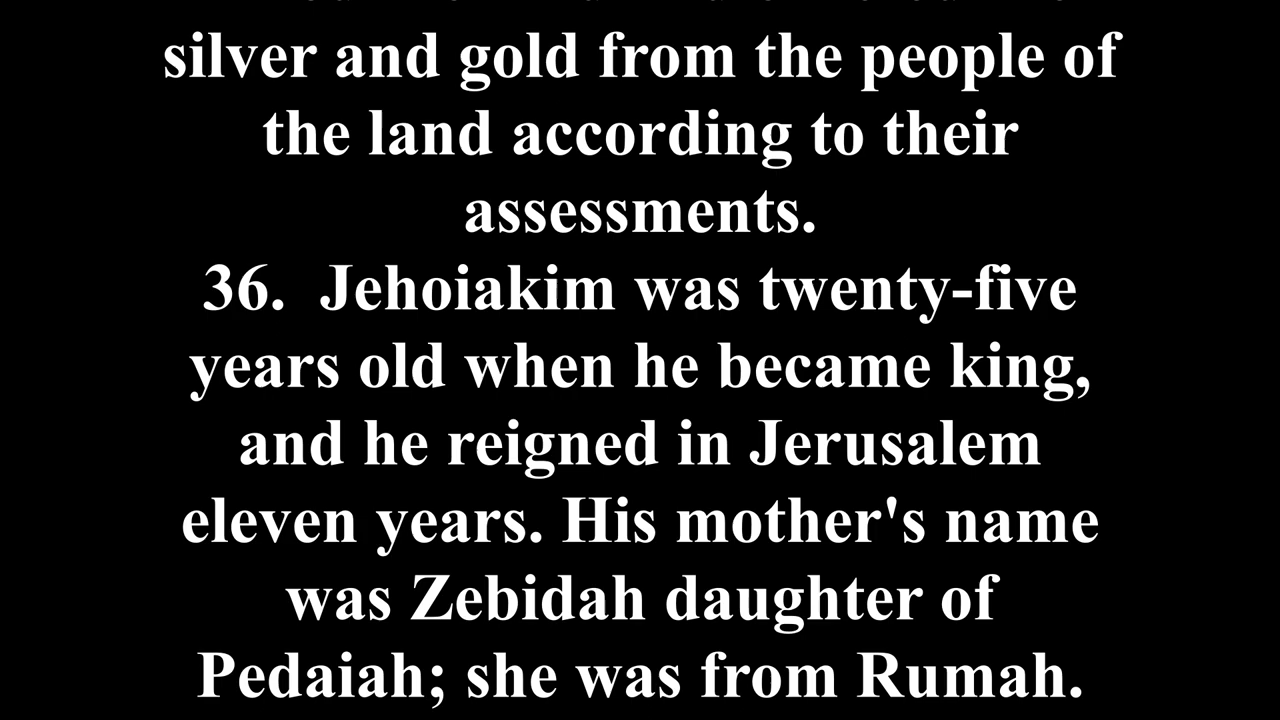 silver and gold from the people of
the land according to their
assessments.
36.  Jehoiakim was twenty-five
years old when he became king,
and he reigned in Jerusalem
eleven years. His mother's name
was Zebidah daughter of
Pedaiah; she was from Rumah.